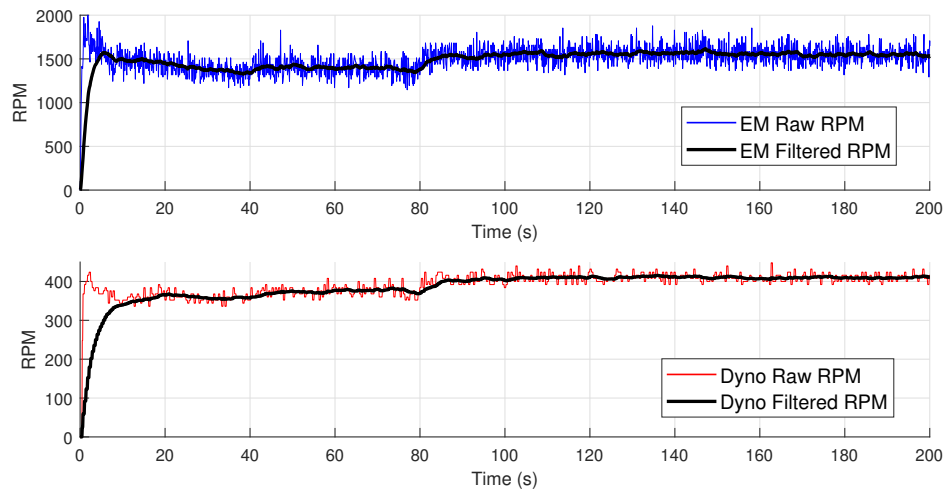 2000
1500
1000
500
0
RPM
EM Raw RPM
EM Filtered RPM
0 20 40 60 80 100 120 140 160 180 200
Time (s)
400
300
200
100
0
RPM
Dyno Raw RPM
Dyno Filtered RPM
0 20 40 60 80 100 120 140 160 180 200
Time (s)